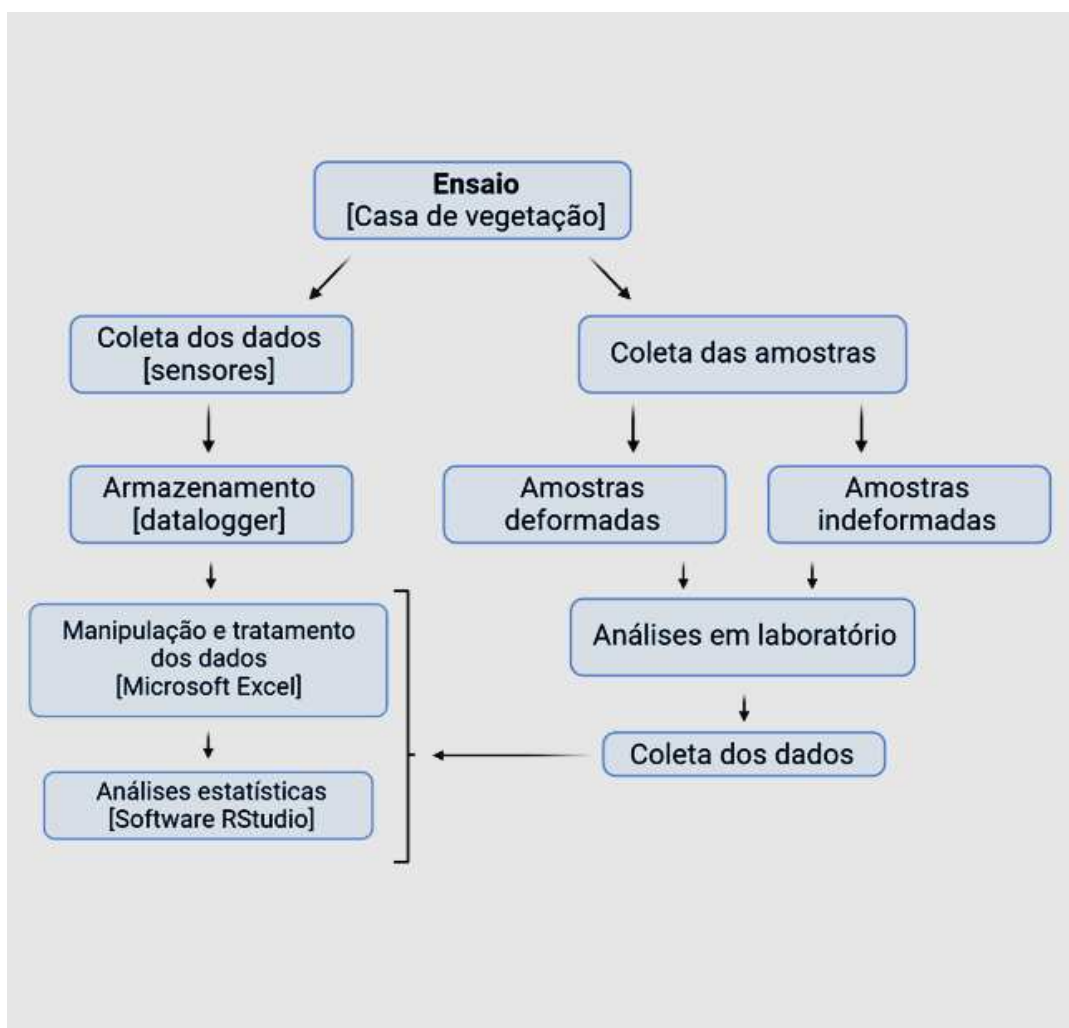 Ensaio
[Casa de vegetação]
Coleta dos dados
[sensores]
Coleta das amostras
Armazenamento
[datalogger]
Amostras
deformadas
Amostras
indeformadas
Manipulação e tratamento
dos dados
[Microsoft Excel]
Análises em laboratório
Coleta dos dados
Análises estatísticas
[Software RStudio]